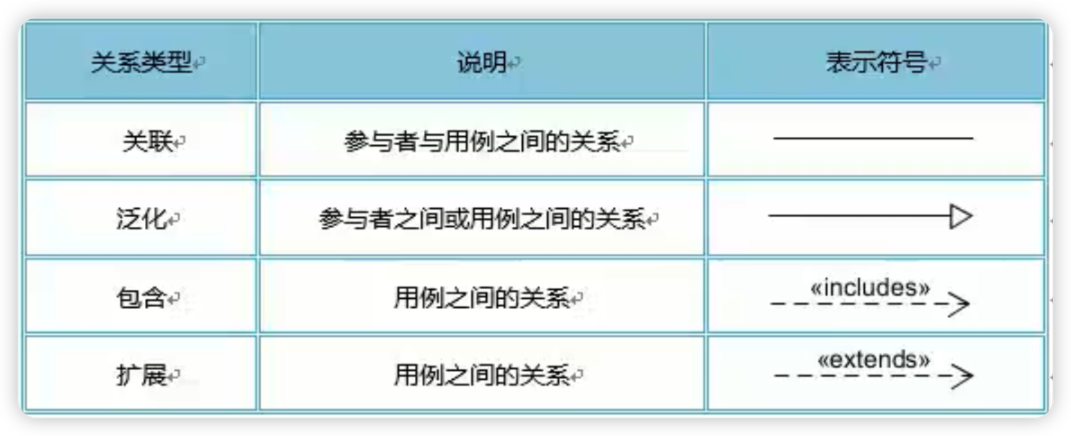 关系类型 说明 表示符号
关联 参与者与用例之间的关系
泛化 参与者之间或用例之间的关系
包含 用例之间的关系 «includes»
扩展 用例之间的关系 «extends»